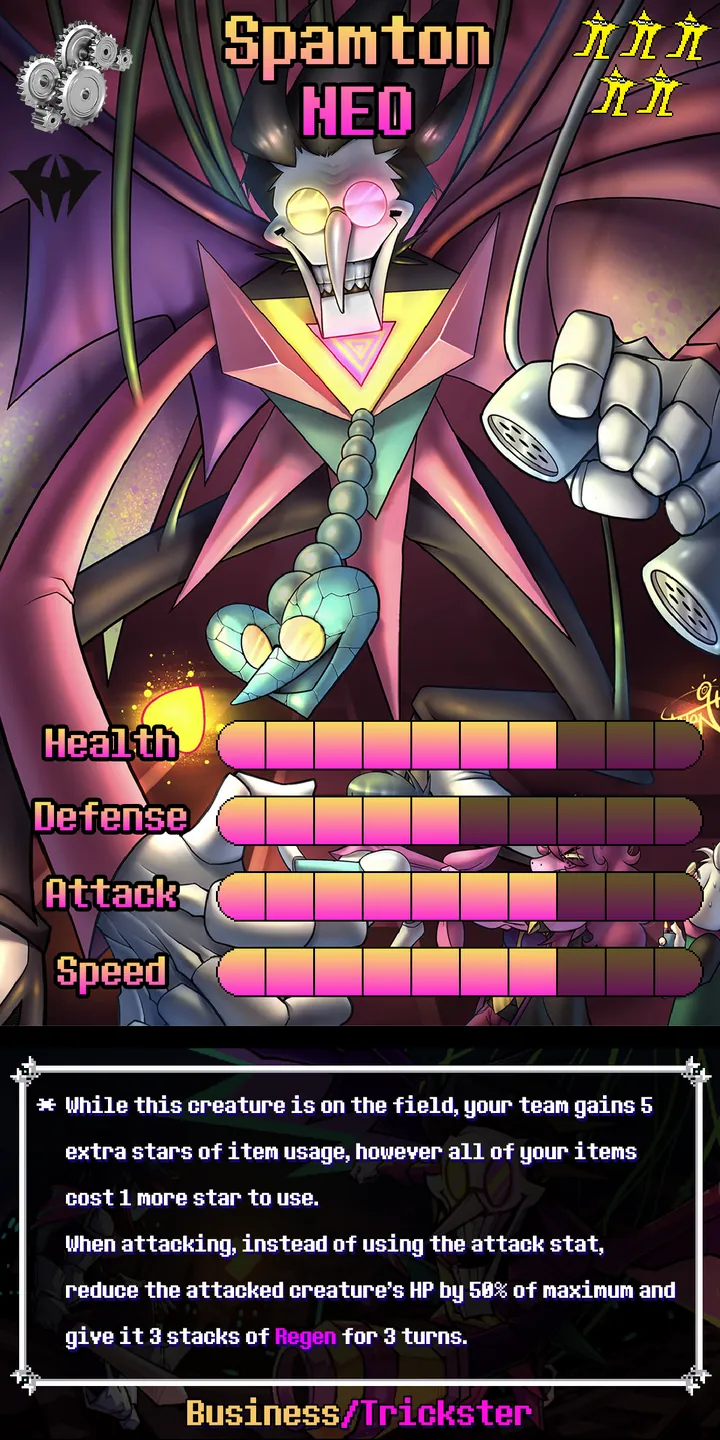 Spamton
NEO
Health
Defense
Attack
Speed
* While this creature is on the field, your team gains 5
extra stars of item usage, however all of your items
cost 1 more star to use.
When attacking, instead of using the attack stat,
reduce the attacked creature's HP by 50% of maximum and
give it 3 stacks of Regen for 3 turns.
Business/Trickster